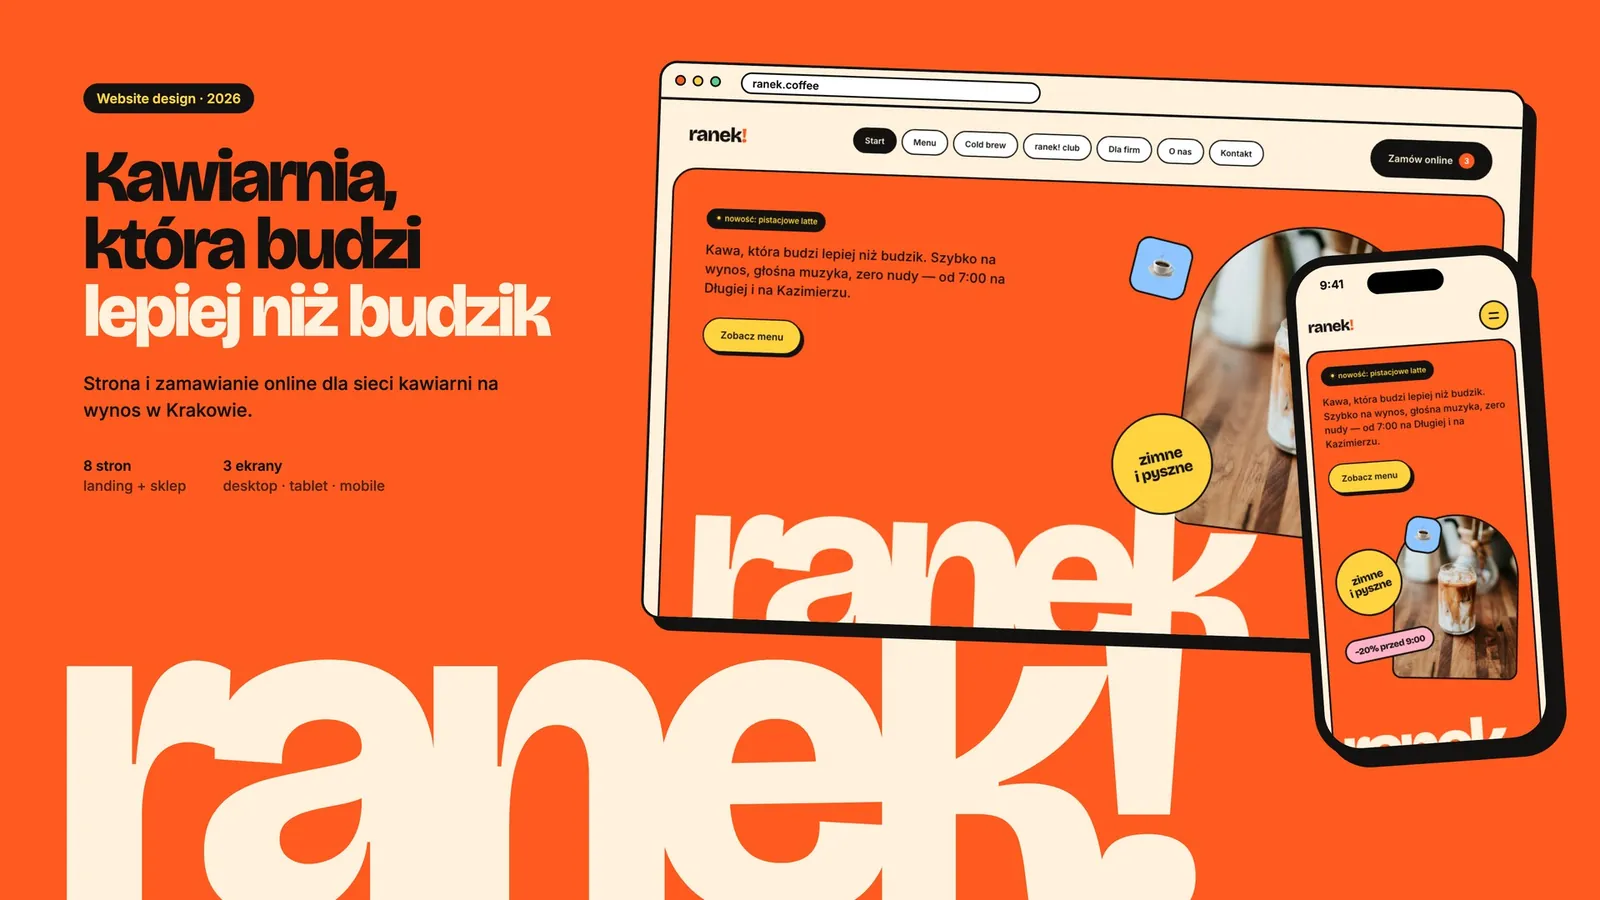 Website design · 2026
Kawiarnia,
która budzi
lepiej niż budzik
Strona i zamawianie online dla sieci kawiarni na
wynos w Krakowie.
8 stron
landing + sklep
3 ekrany
desktop · tablet · mobile
ranek!
ranek.coffee
ranek!
Start
Menu
Cold brew
ranek! club
Dla firm
O nas
Kontakt
Zamów online 3
✦ nowość: pistacjowe latte
Kawa, która budzi lepiej niż budzik. Szybko na
wynos, głośna muzyka, zero nudy — od 7:00 na
Długiej i na Kazimierzu.
Zobacz menu
zimne
i pyszne
ranek
9:41
ranek!
✦ nowość: pistacjowe latte
Kawa, która budzi lepiej niż budzik.
Szybko na wynos, głośna muzyka, zero
nudy — od 7:00 na Długiej i na
Kazimierzu.
Zobacz menu
zimne
i pyszne
-20% przed 9:00
ranek